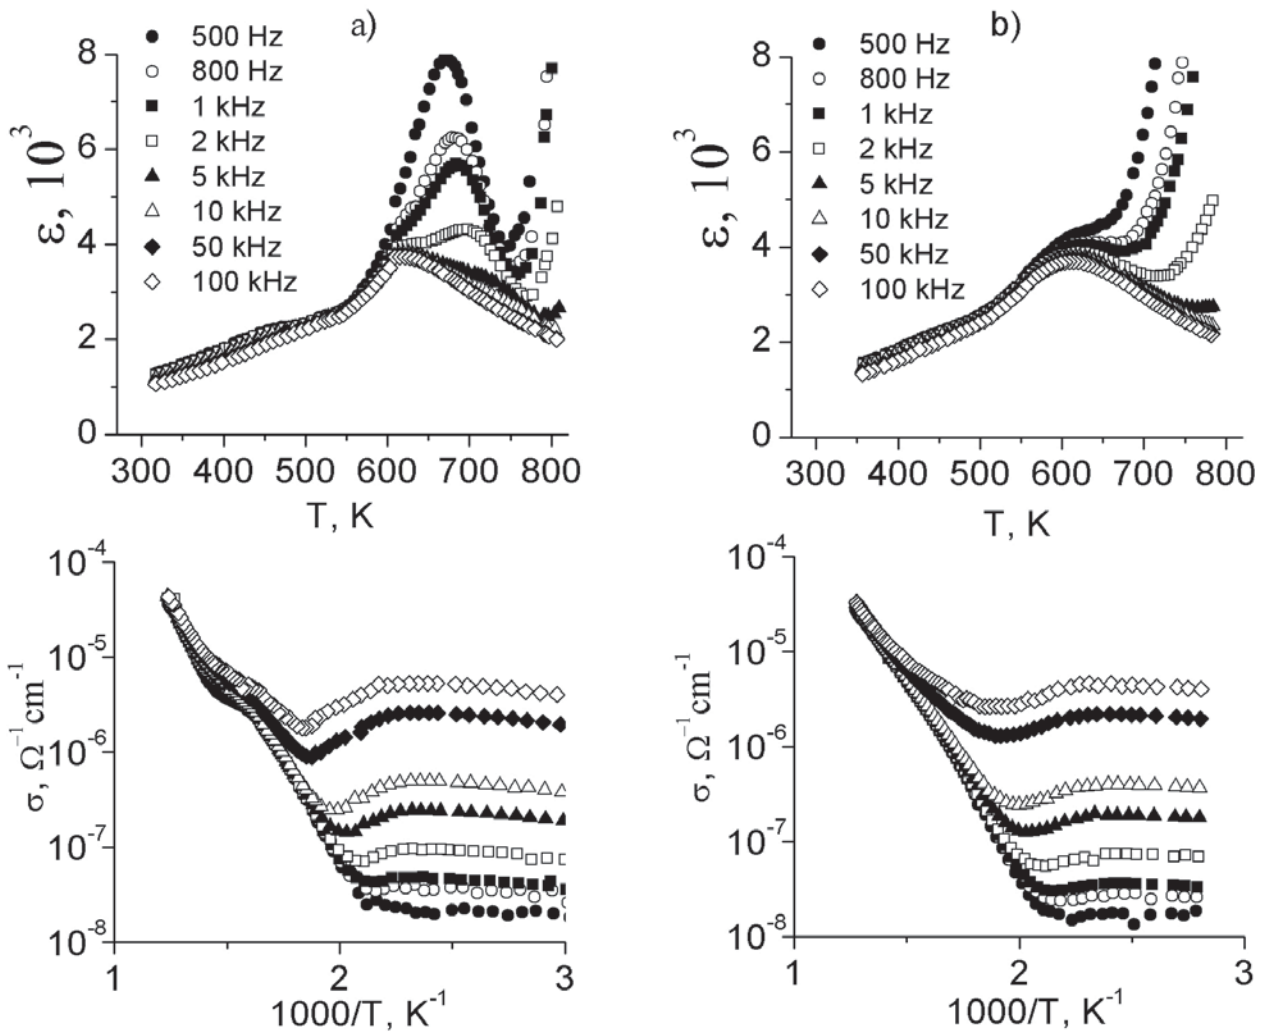 a)
500 Hz
800 Hz
1 kHz
2 kHz
5 kHz
10 kHz
50 kHz
100 kHz
ε, 10³
8
6
4
2
0
300 400 500 600 700 800
T, K
b)
500 Hz
800 Hz
1 kHz
2 kHz
5 kHz
10 kHz
50 kHz
100 kHz
ε, 10³
8
6
4
2
0
300 400 500 600 700 800
T, K
σ, Ω⁻¹cm⁻¹
10⁻⁴
10⁻⁵
10⁻⁶
10⁻⁷
10⁻⁸
1 2 3
1000/T, K⁻¹
σ, Ω⁻¹cm⁻¹
10⁻⁴
10⁻⁵
10⁻⁶
10⁻⁷
10⁻⁸
1 2 3
1000/T, K⁻¹